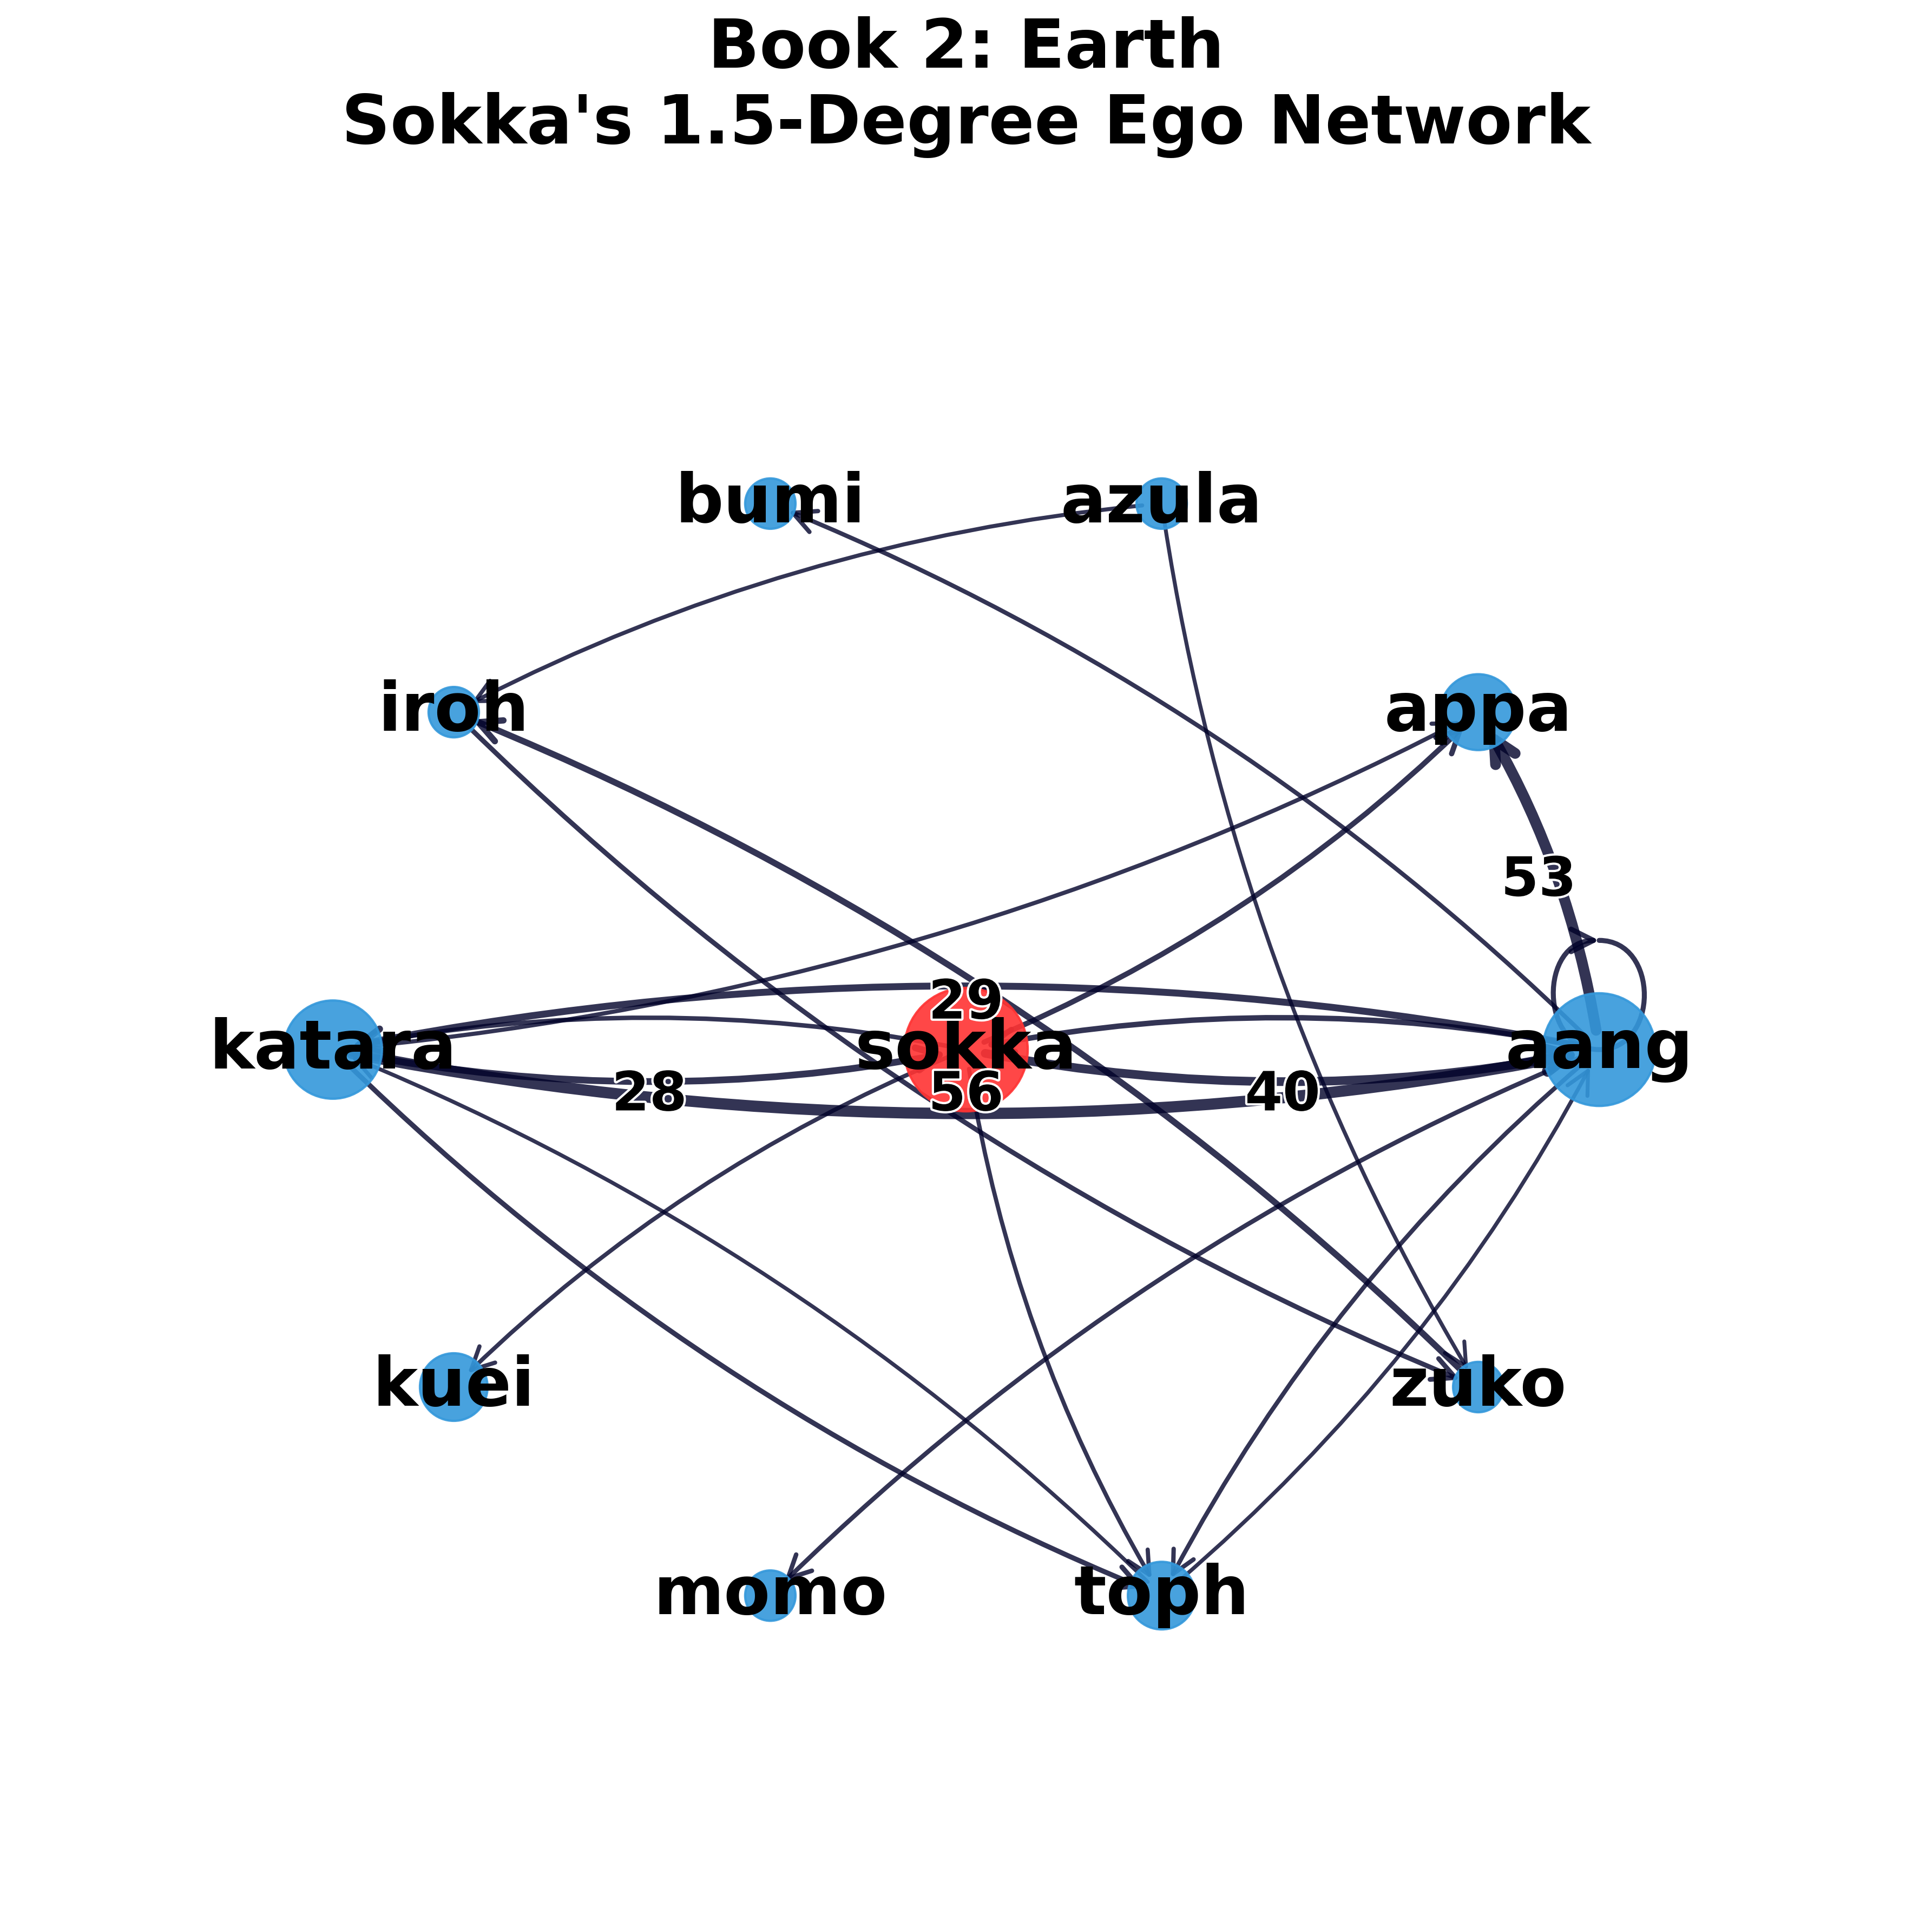 Book 2: Earth
Sokka's 1.5-Degree Ego Network
bumi
azula
iroh
appa
53
29
katara
sokka
aang
28
56
40
kuei
zuko
momo
toph